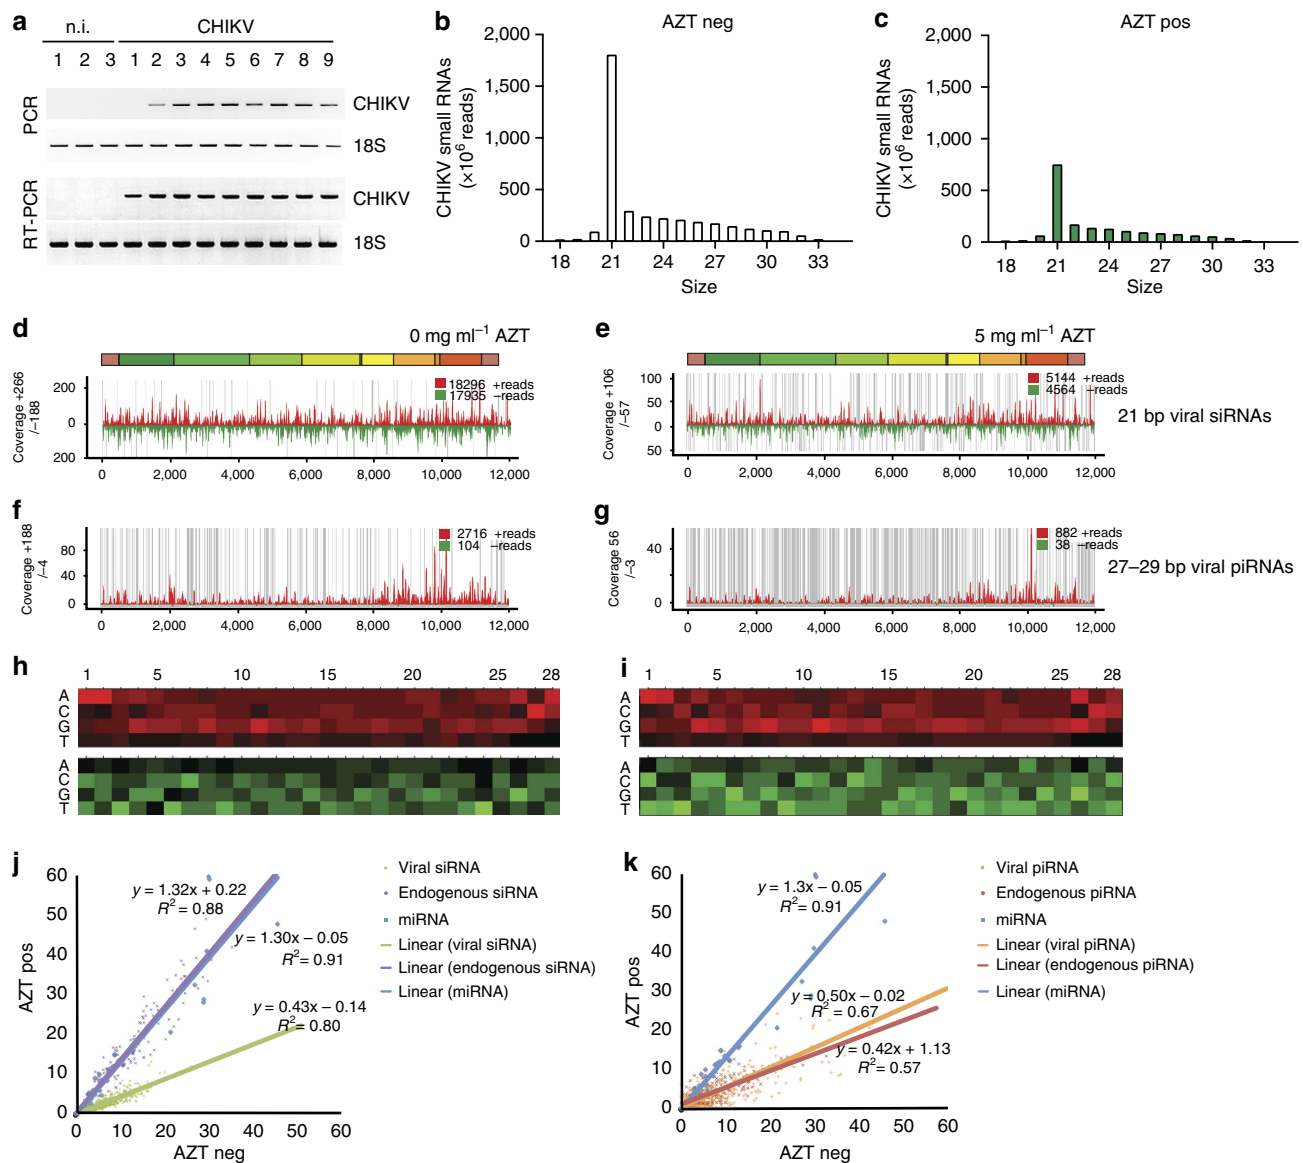 a
n.i.
CHIKV
1 2 3 1 2 3 4 5 6 7 8 9
PCR
CHIKV
18S
RT-PCR
CHIKV
18S
b
AZT neg
CHIKV small RNAs
(×10⁶ reads)
2,000
1,500
1,000
500
0
18 21 24 27 30 33
Size
c
AZT pos
CHIKV small RNAs
(×10⁶ reads)
2,000
1,500
1,000
500
0
18 21 24 27 30 33
Size
d
0 mg ml⁻¹ AZT
Coverage +266
/−188
200
0
200
18296 +reads
17935 −reads
0 2,000 4,000 6,000 8,000 10,000 12,000
e
5 mg ml⁻¹ AZT
Coverage +106
/−57
100
50
0
50
5144 +reads
4564 −reads
0 2,000 4,000 6,000 8,000 10,000 12,000
21 bp viral siRNAs
f
Coverage +188
/−4
80
40
0
2716 +reads
104 −reads
0 2,000 4,000 6,000 8,000 10,000 12,000
g
Coverage 56
/−3
40
0
882 +reads
38 −reads
0 2,000 4,000 6,000 8,000 10,000 12,000
27–29 bp viral piRNAs
h
1 5 10 15 20 25 28
A
C
G
T
A
C
G
T
i
1 5 10 15 20 25 28
A
C
G
T
A
C
G
T
j
AZT pos
60
50
40
30
20
10
0
y = 1.32x + 0.22
R² = 0.88
y = 1.30x − 0.05
R² = 0.91
y = 0.43x − 0.14
R² = 0.80
0 10 20 30 40 50 60
AZT neg
Viral siRNA
Endogenous siRNA
miRNA
Linear (viral siRNA)
Linear (endogenous siRNA)
Linear (miRNA)
k
AZT pos
60
50
40
30
20
10
0
y = 1.3x − 0.05
R² = 0.91
y = 0.50x − 0.02
R² = 0.67
y = 0.42x + 1.13
R² = 0.57
0 10 20 30 40 50 60
AZT neg
Viral piRNA
Endogenous piRNA
miRNA
Linear (viral piRNA)
Linear (endogenous piRNA)
Linear (miRNA)